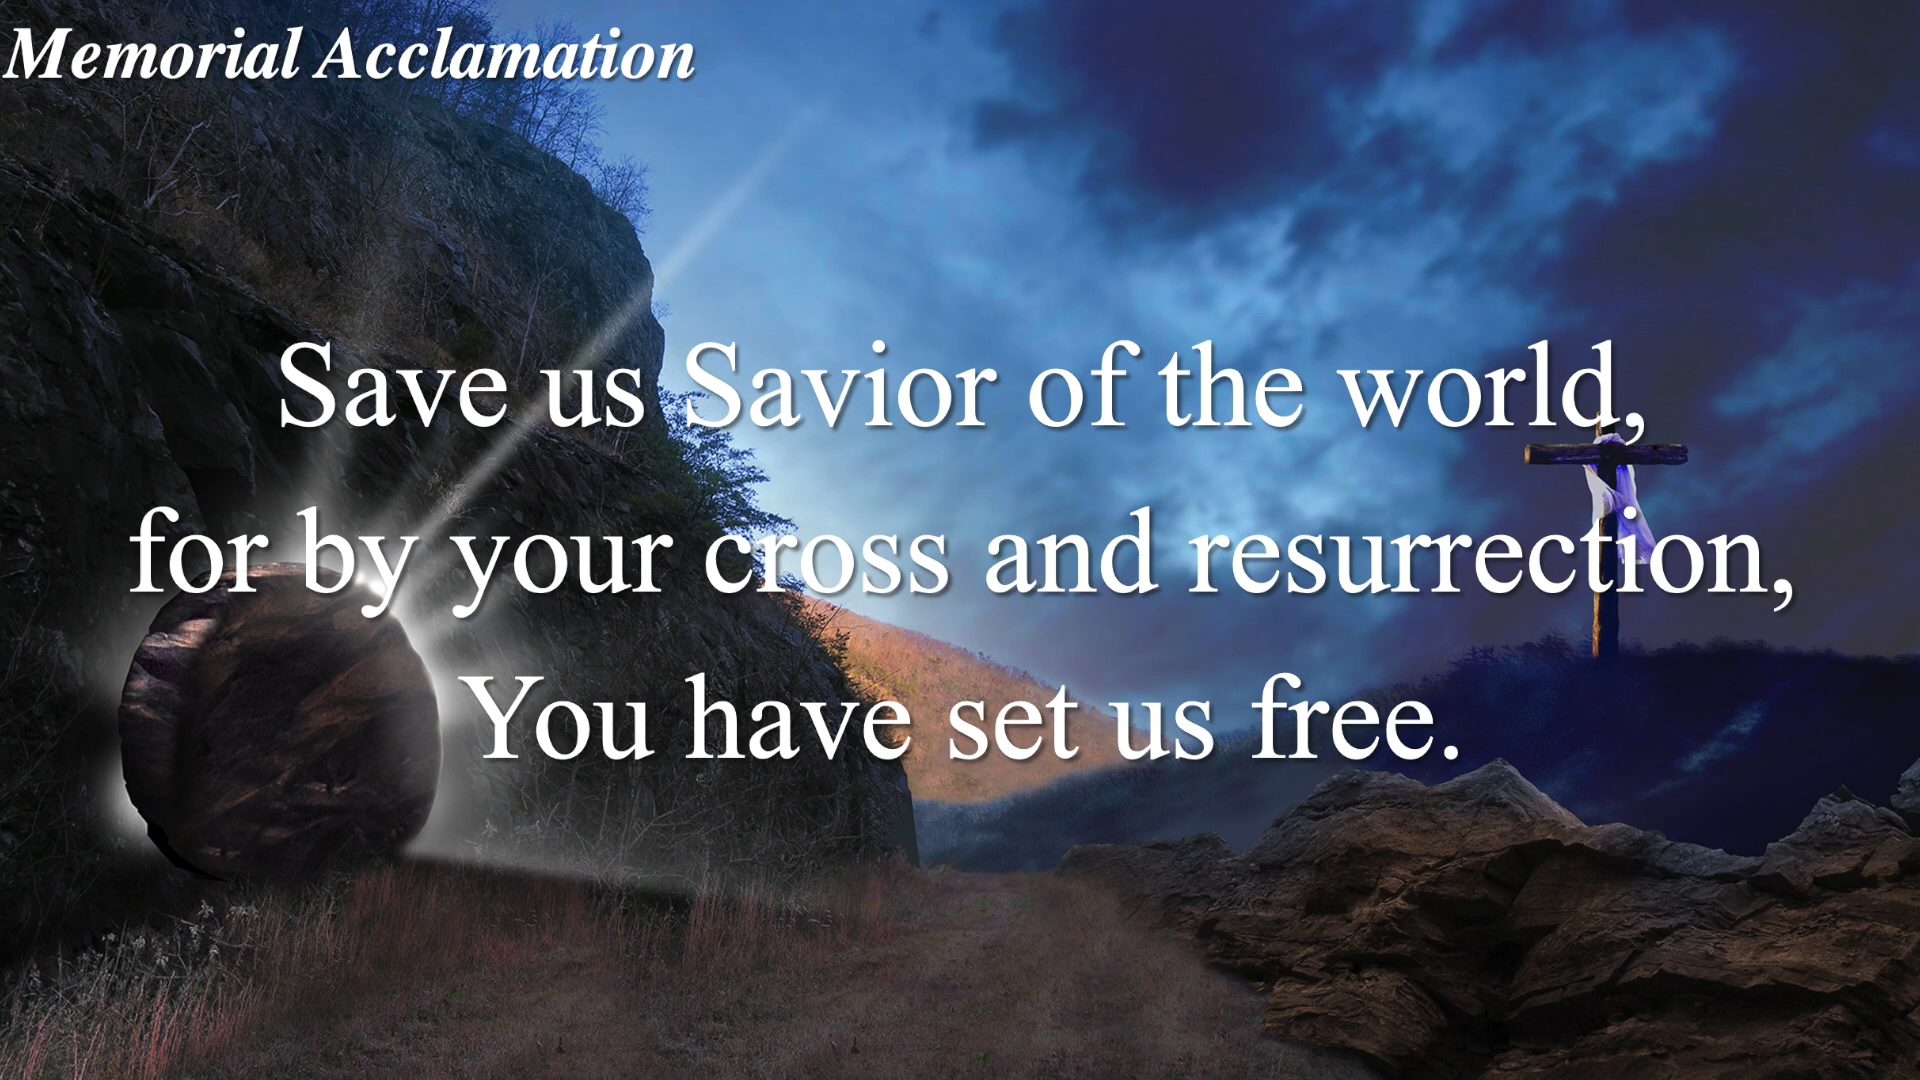 Memorial Acclamation
Save us Savior of the world,
for by your cross and resurrection,
You have set us free.